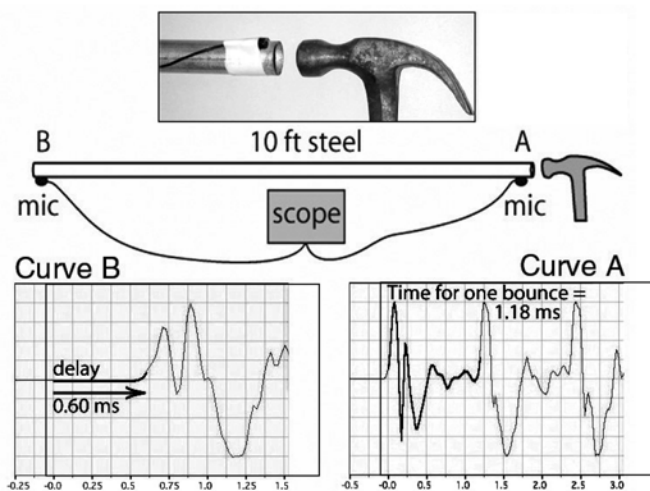 B
10 ft steel
A
mic
scope
mic
Curve B
Curve A
delay
0.60 ms
Time for one bounce =
1.18 ms
-0.25 0.0 0.25 0.5 0.75 1.0 1.25 1.5
-0.5 0.0 0.5 1.0 1.5 2.0 2.5 3.0